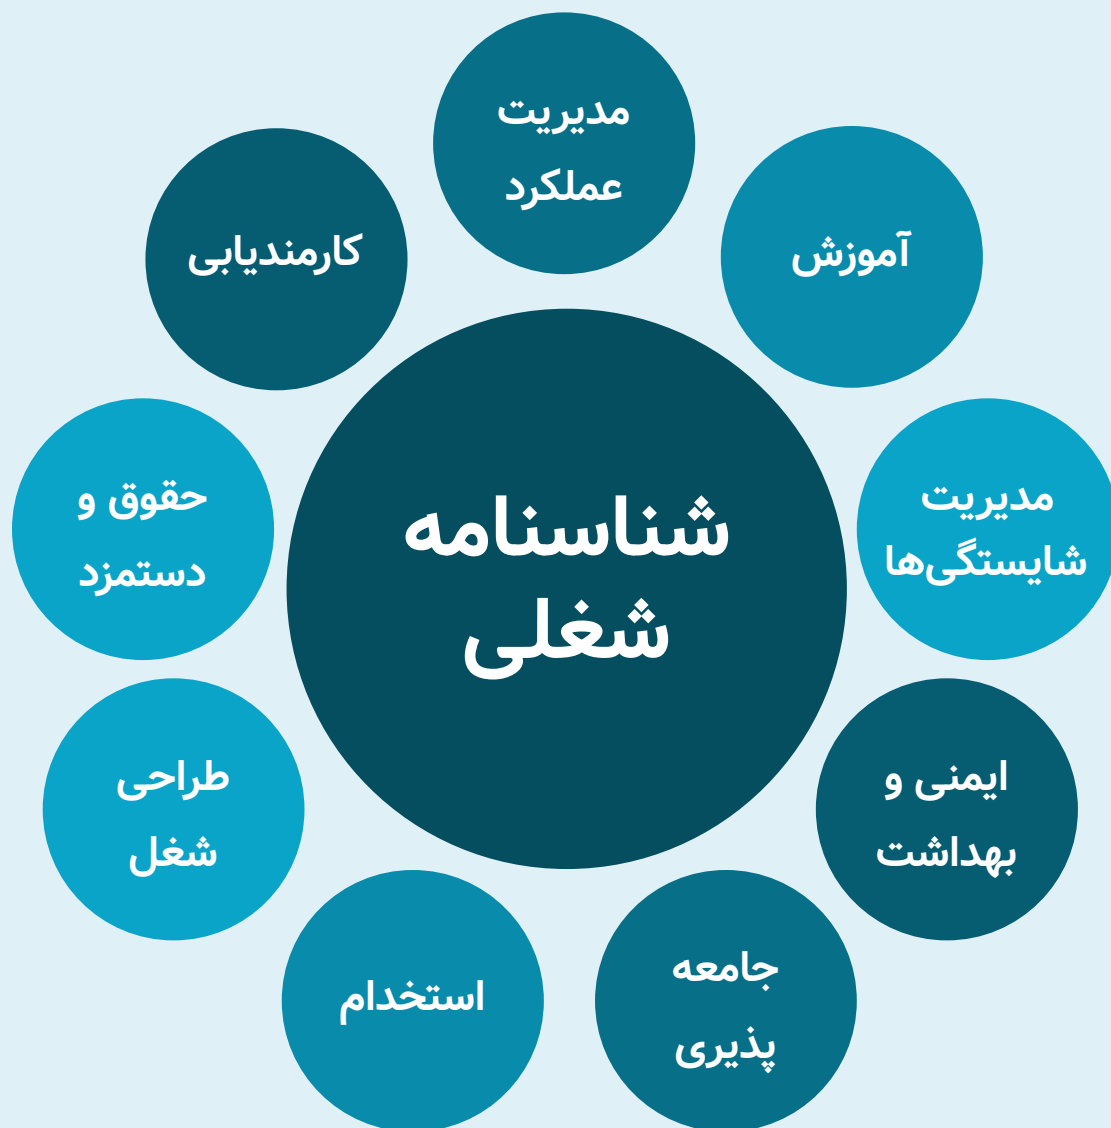 مدیریت
عملکرد
آموزش
کارمندیابی
مدیریت
شایستگی‌ها
حقوق و
دستمزد
شناسنامه
شغلی
ایمنی و
بهداشت
طراحی
شغل
جامعه
پذیری
استخدام